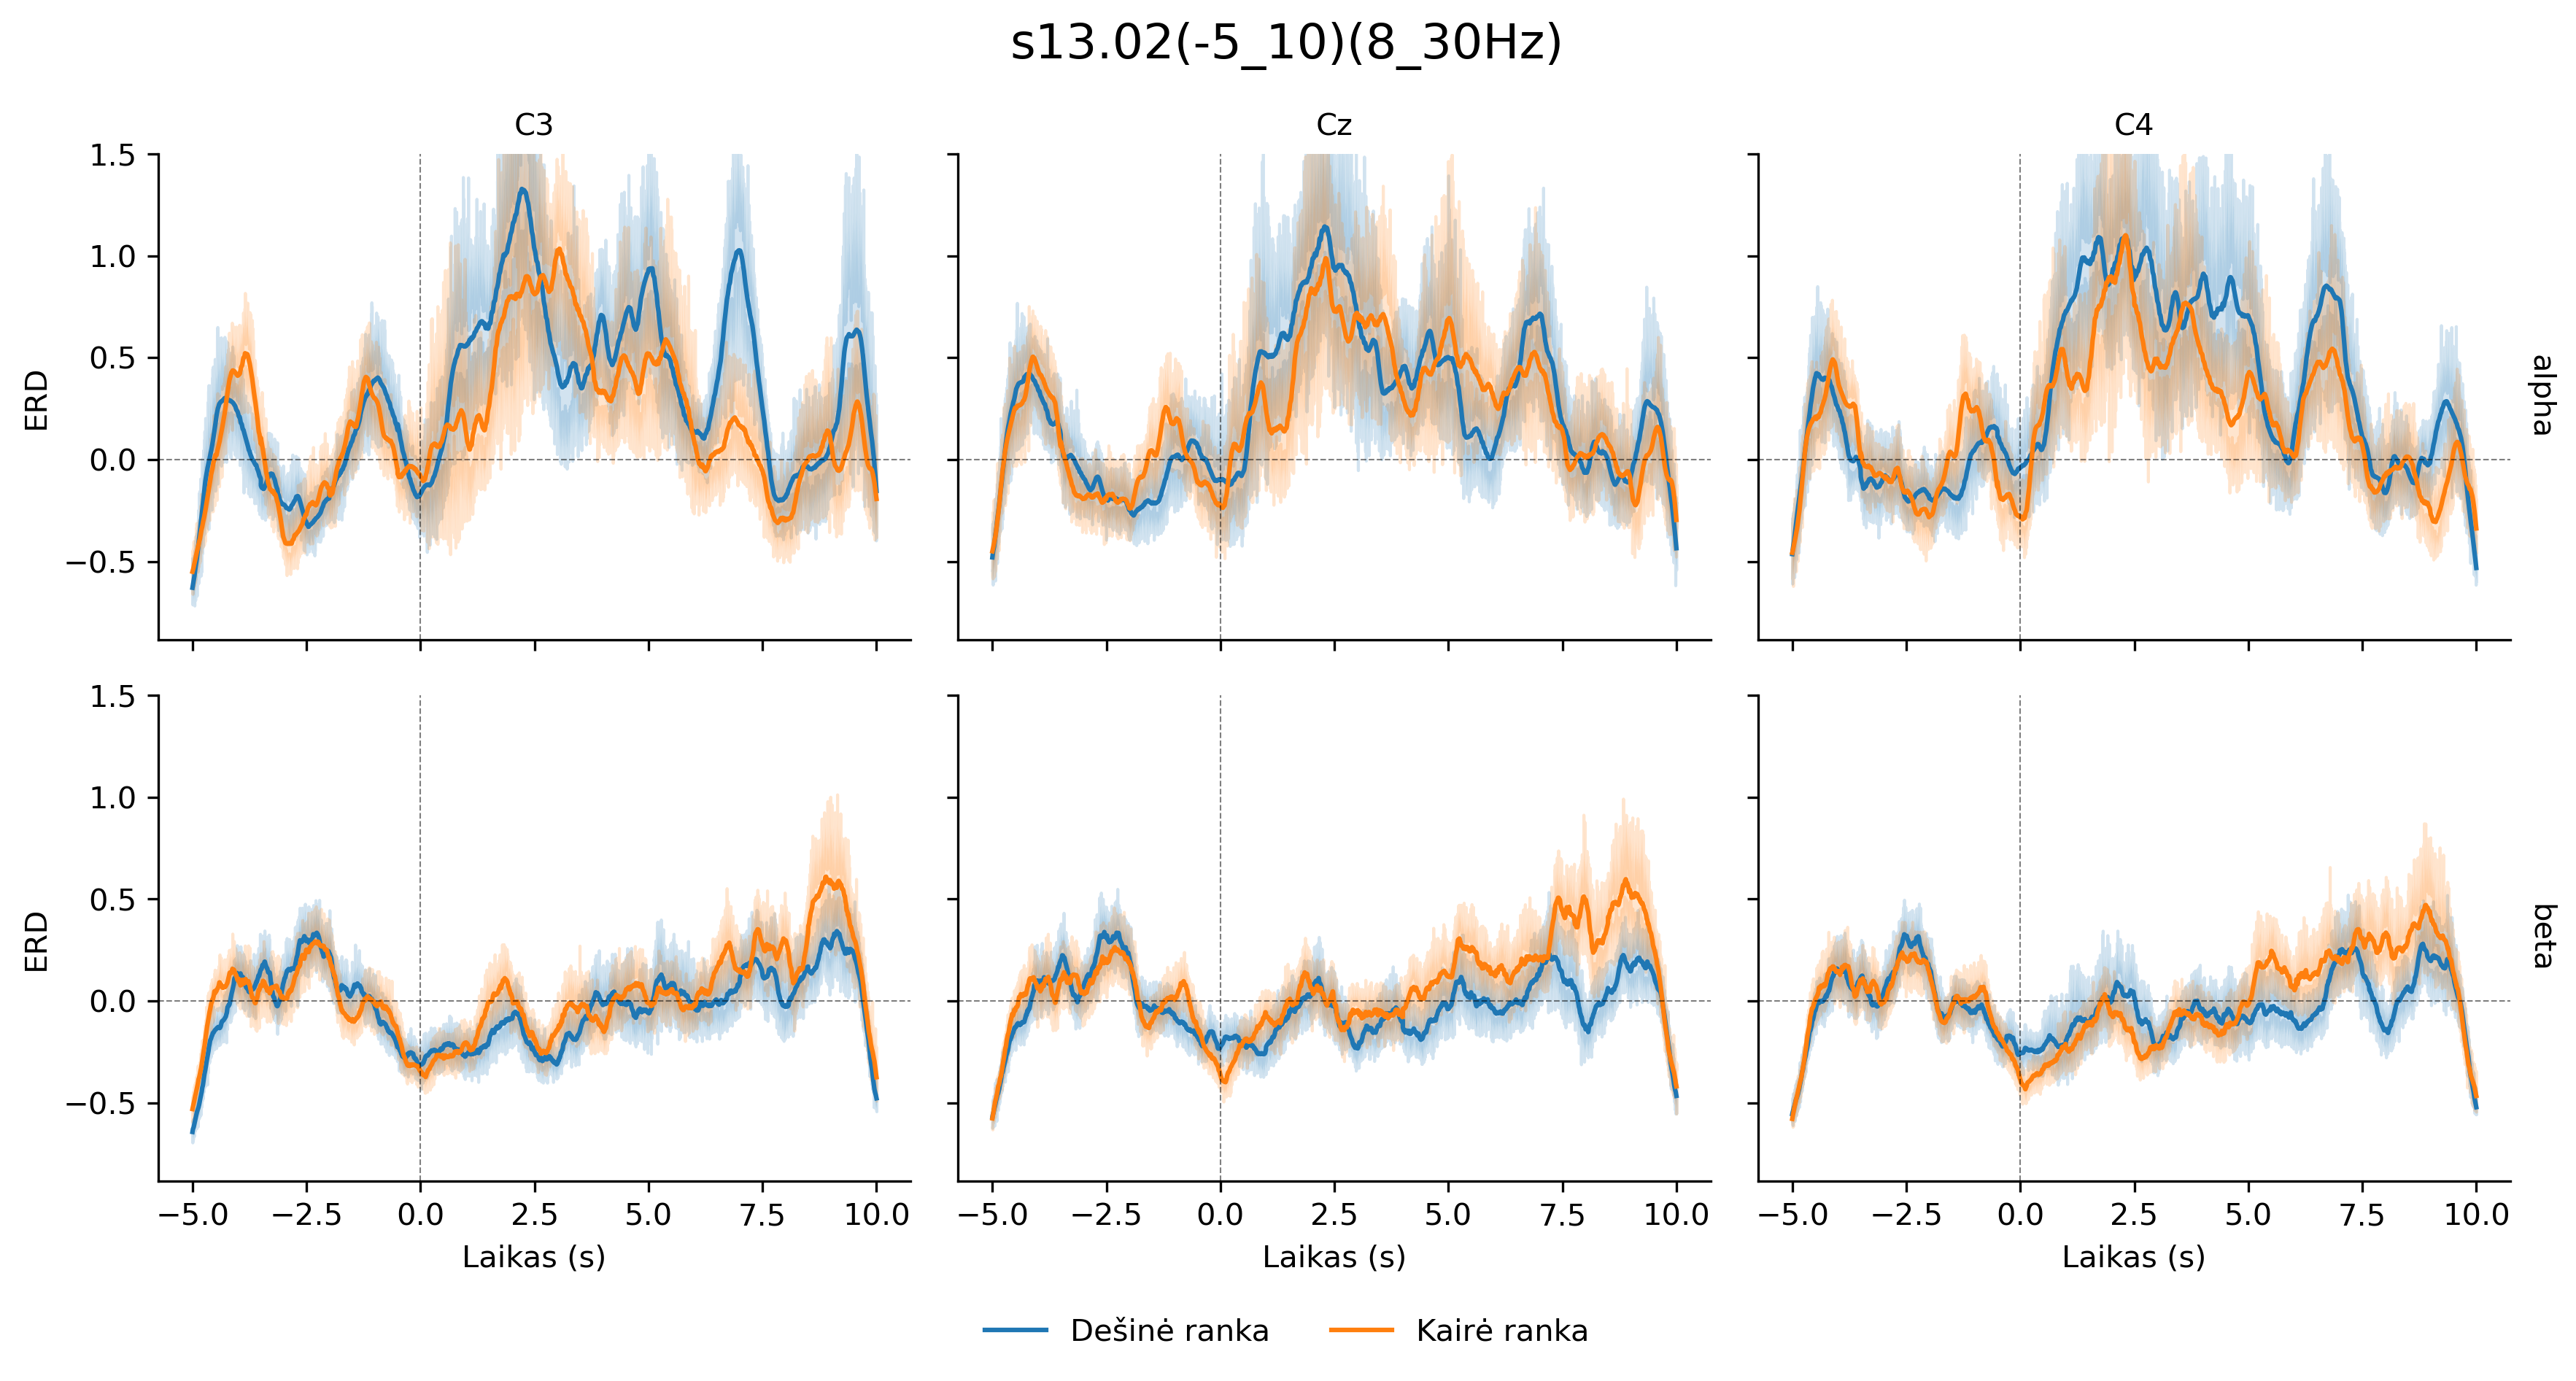 s13.02(-5_10)(8_30Hz)
C3 Cz C4
1.5
1.0
0.5
0.0
−0.5
ERD
alpha
1.5
1.0
0.5
0.0
−0.5
ERD
beta
−5.0 −2.5 0.0 2.5 5.0 7.5 10.0 −5.0 −2.5 0.0 2.5 5.0 7.5 10.0 −5.0 −2.5 0.0 2.5 5.0 7.5 10.0
Laikas (s) Laikas (s) Laikas (s)
Dešinė ranka Kairė ranka